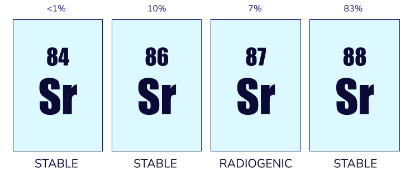 <1% 10% 7% 83%
84 86 87 88
Sr Sr Sr Sr
STABLE STABLE RADIOGENIC STABLE